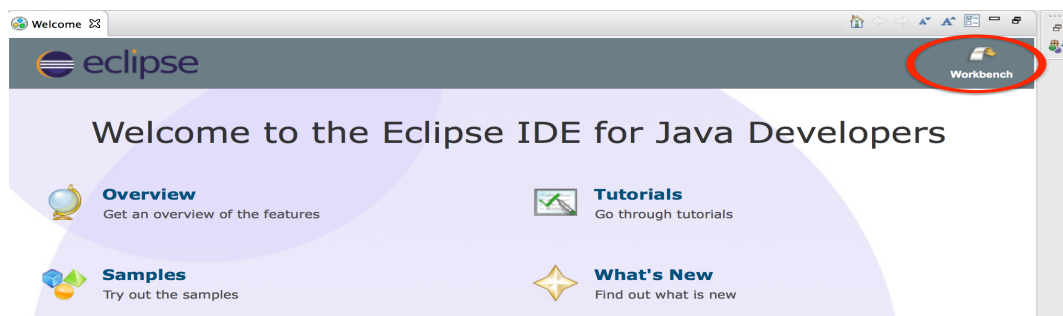 Welcome
eclipse
Workbench
Welcome to the Eclipse IDE for Java Developers
Overview
Get an overview of the features
Tutorials
Go through tutorials
Samples
Try out the samples
What's New
Find out what is new